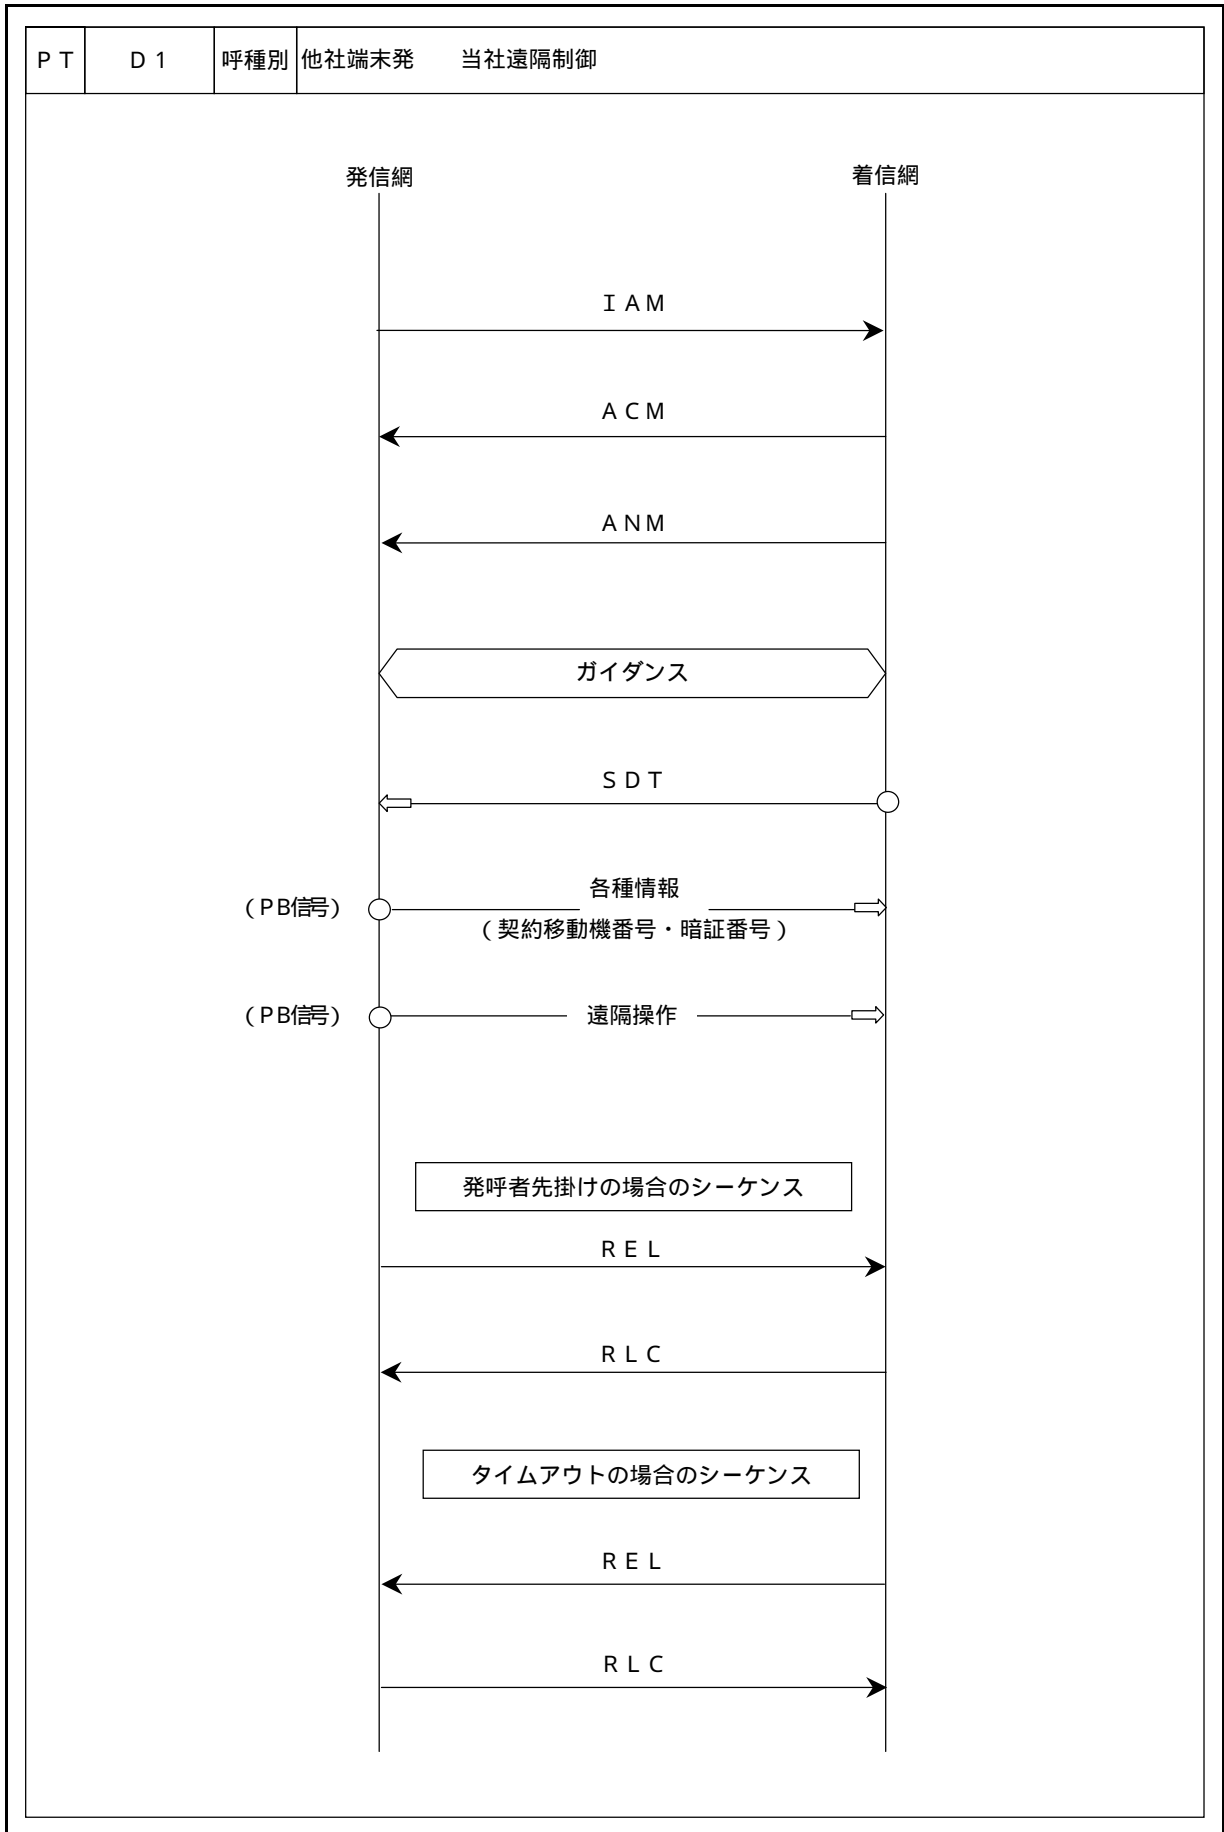 ＰＴ Ｄ１ 呼種別 他社端末発　　当社遠隔制御
発信網 着信網
ＩＡＭ
ＡＣＭ
ＡＮＭ
ガイダンス
ＳＤＴ
各種情報
（PB信号）
（契約移動機番号・暗証番号）
（PB信号） 遠隔操作
発呼者先掛けの場合のシーケンス
ＲＥＬ
ＲＬＣ
タイムアウトの場合のシーケンス
ＲＥＬ
ＲＬＣ